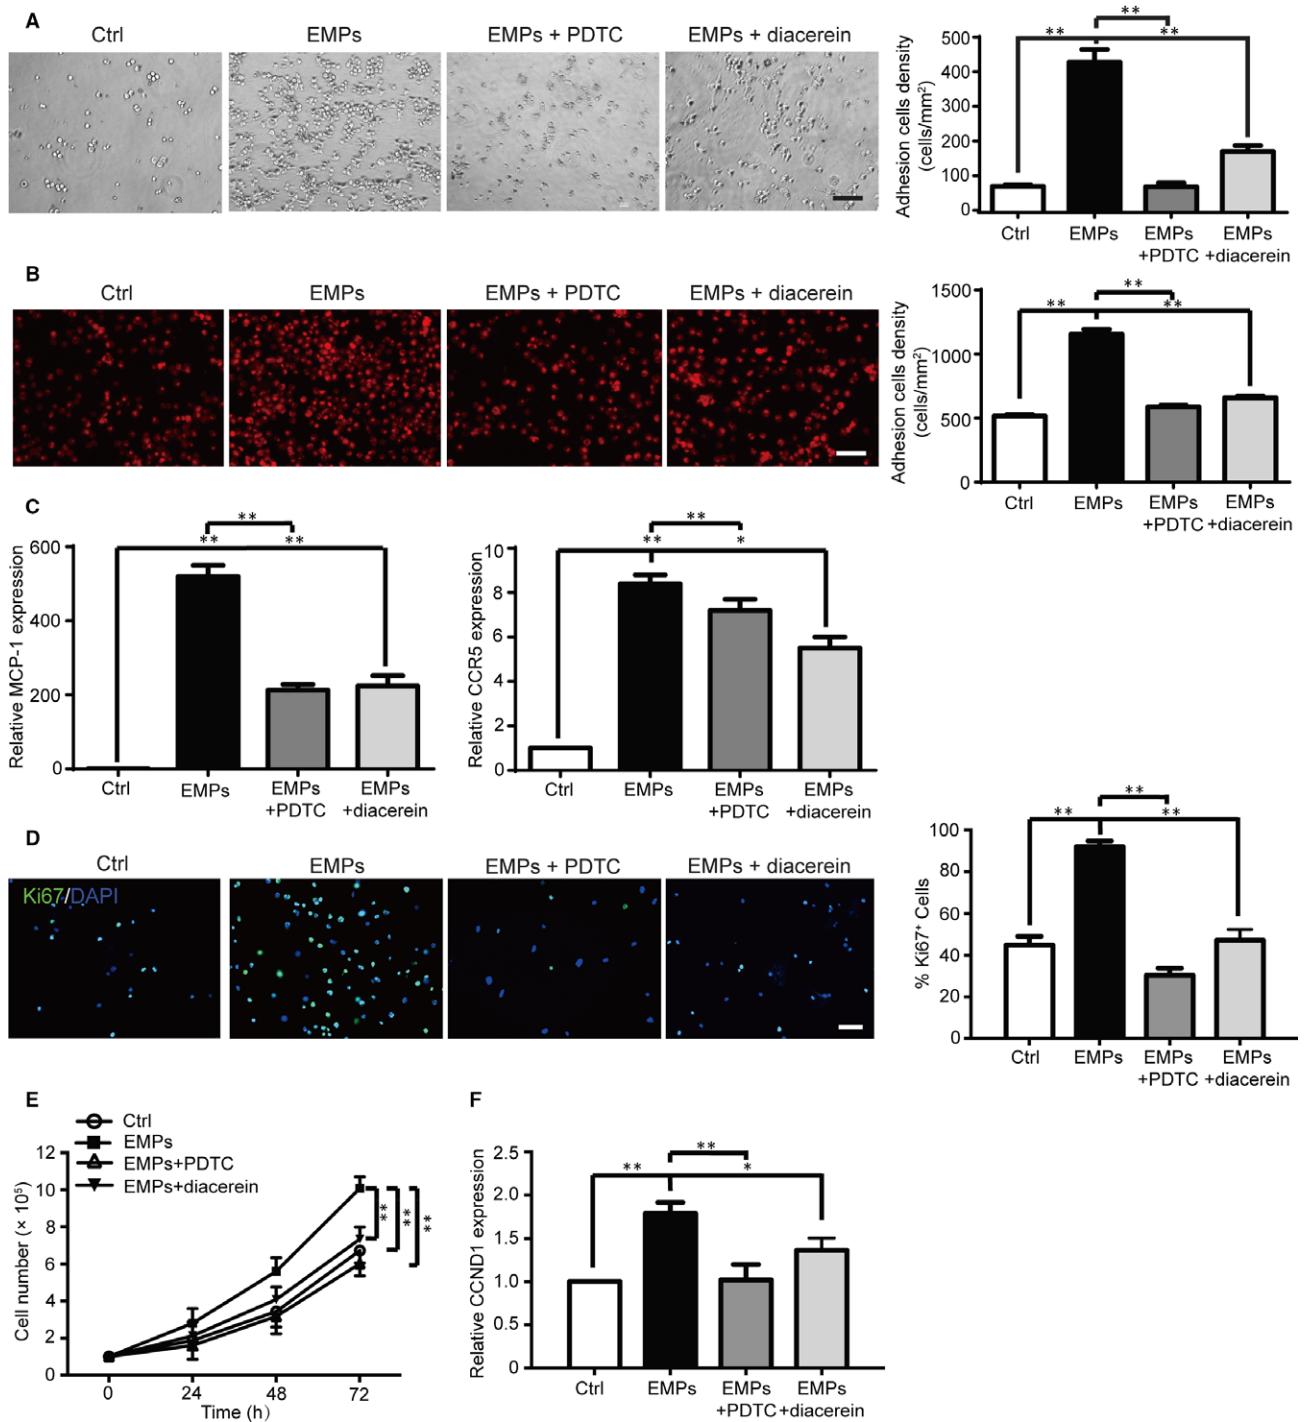 A
Ctrl
EMPs
EMPs + PDTC
EMPs + diacerein
Adhesion cells density
(cells/mm²)
500
400
300
200
100
0
**
**
**
Ctrl
EMPs
EMPs
+PDTC
EMPs
+diacerein
B
Ctrl
EMPs
EMPs + PDTC
EMPs + diacerein
Adhesion cells density
(cells/mm²)
1500
1000
500
0
**
**
**
Ctrl
EMPs
EMPs
+PDTC
EMPs
+diacerein
C
Relative MCP-1 expression
600
400
200
0
**
**
**
Ctrl
EMPs
EMPs
+PDTC
EMPs
+diacerein
Relative CCR5 expression
10
8
6
4
2
0
**
**
*
Ctrl
EMPs
EMPs
+PDTC
EMPs
+diacerein
D
Ctrl
EMPs
EMPs + PDTC
EMPs + diacerein
Ki67/DAPI
% Ki67⁺ Cells
100
80
60
40
20
0
**
**
**
Ctrl
EMPs
EMPs
+PDTC
EMPs
+diacerein
E
Ctrl
EMPs
EMPs+PDTC
EMPs+diacerein
Cell number (× 10⁵)
12
10
8
6
4
2
0
**
**
**
0
24
48
72
Time (h)
F
Relative CCND1 expression
2.5
2.0
1.5
1.0
0.5
0
**
**
*
Ctrl
EMPs
EMPs
+PDTC
EMPs
+diacerein